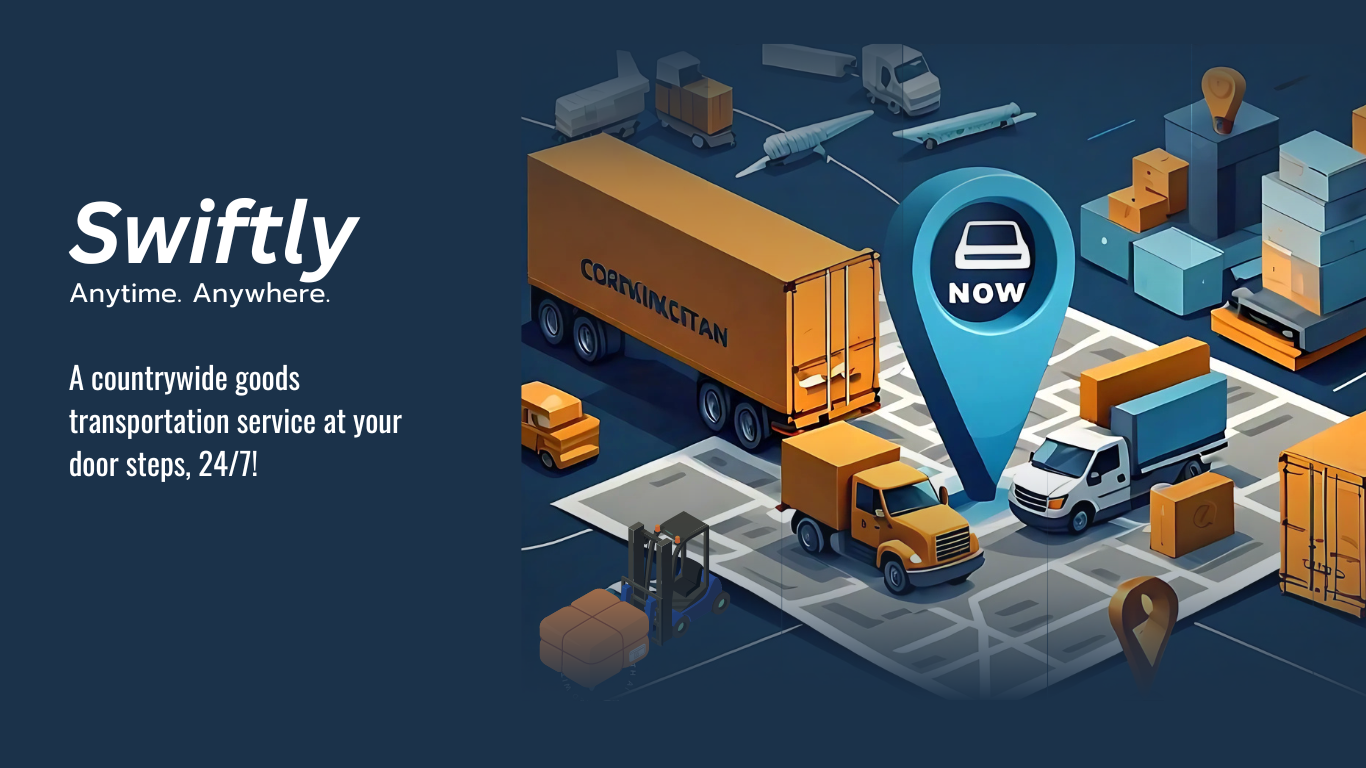 Swiftly
Anytime. Anywhere.
A countrywide goods
transportation service at your
door steps, 24/7!
NOW